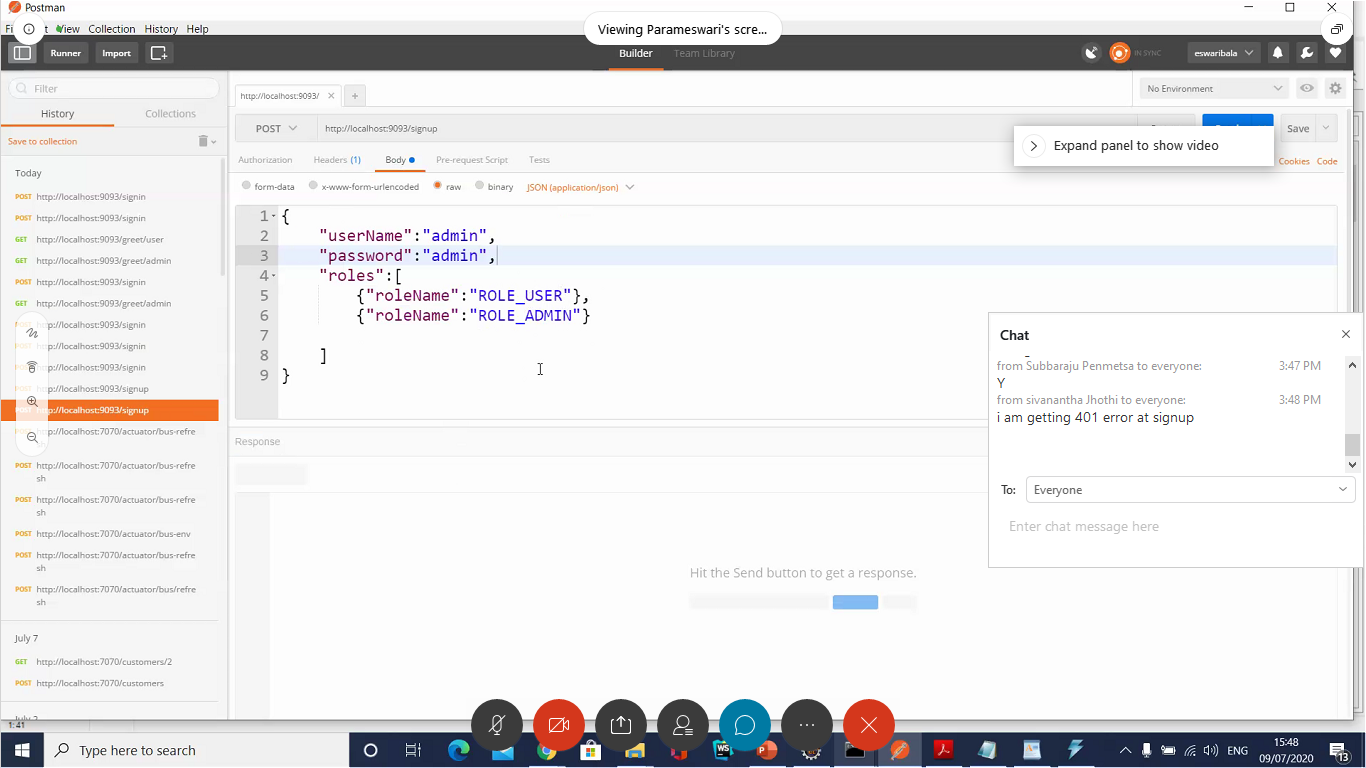 Postman
View Collection History Help
Viewing Parameswari's scre...
Runner Import
Builder Team Library
IN SYNC eswaribala
Filter
http://localhost:9093/
No Environment
History Collections
POST http://localhost:9093/signup
Save
Save to collection
Expand panel to show video
Authorization Headers (1) Body Pre-request Script Tests
Cookies Code
Today
form-data x-www-form-urlencoded raw binary JSON (application/json)
POST http://localhost:9093/signin
POST http://localhost:9093/signin
GET http://localhost:9093/greet/user
GET http://localhost:9093/greet/admin
POST http://localhost:9093/signin
GET http://localhost:9093/greet/admin
POST http://localhost:9093/signin
POST http://localhost:9093/signin
POST http://localhost:9093/signin
POST http://localhost:9093/signup
http://localhost:9093/signup
http://localhost:7070/actuator/bus-refre
POST http://localhost:7070/actuator/bus-refre
sh
POST http://localhost:7070/actuator/bus-refre
sh
POST http://localhost:7070/actuator/bus-env
POST http://localhost:7070/actuator/bus-refre
sh
POST http://localhost:7070/actuator/bus-refre
sh
July 7
GET http://localhost:7070/customers/2
POST http://localhost:7070/customers
1 {
2 "userName":"admin",
3 "password":"admin",
4 "roles":[
5 {"roleName":"ROLE_USER"},
6 {"roleName":"ROLE_ADMIN"}
7
8 ]
9 }
Response
Hit the Send button to get a response.
Chat
from Subbaraju Penmetsa to everyone: 3:47 PM
Y
from sivanantha Jhothi to everyone: 3:48 PM
i am getting 401 error at signup
To: Everyone
Enter chat message here
1:41
Type here to search
ENG
15:48
09/07/2020
13